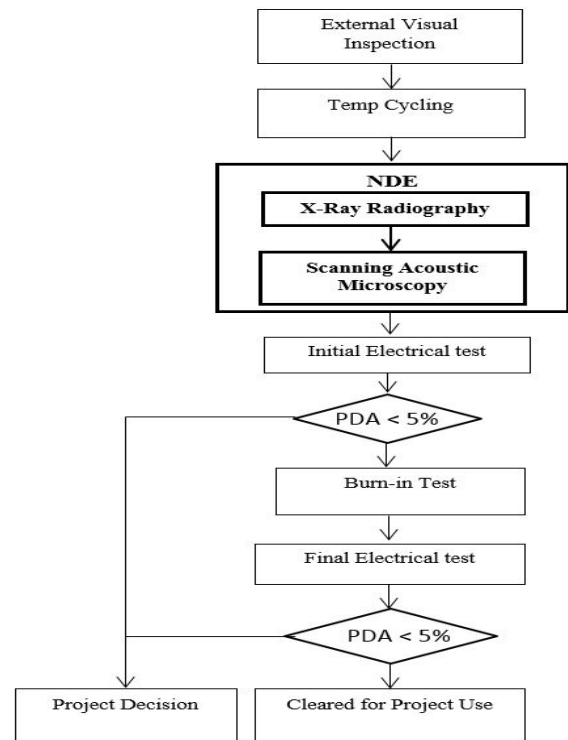 External Visual
Inspection
Temp Cycling
NDE
X-Ray Radiography
Scanning Acoustic
Microscopy
Initial Electrical test
PDA < 5%
Burn-in Test
Final Electrical test
PDA < 5%
Project Decision
Cleared for Project Use